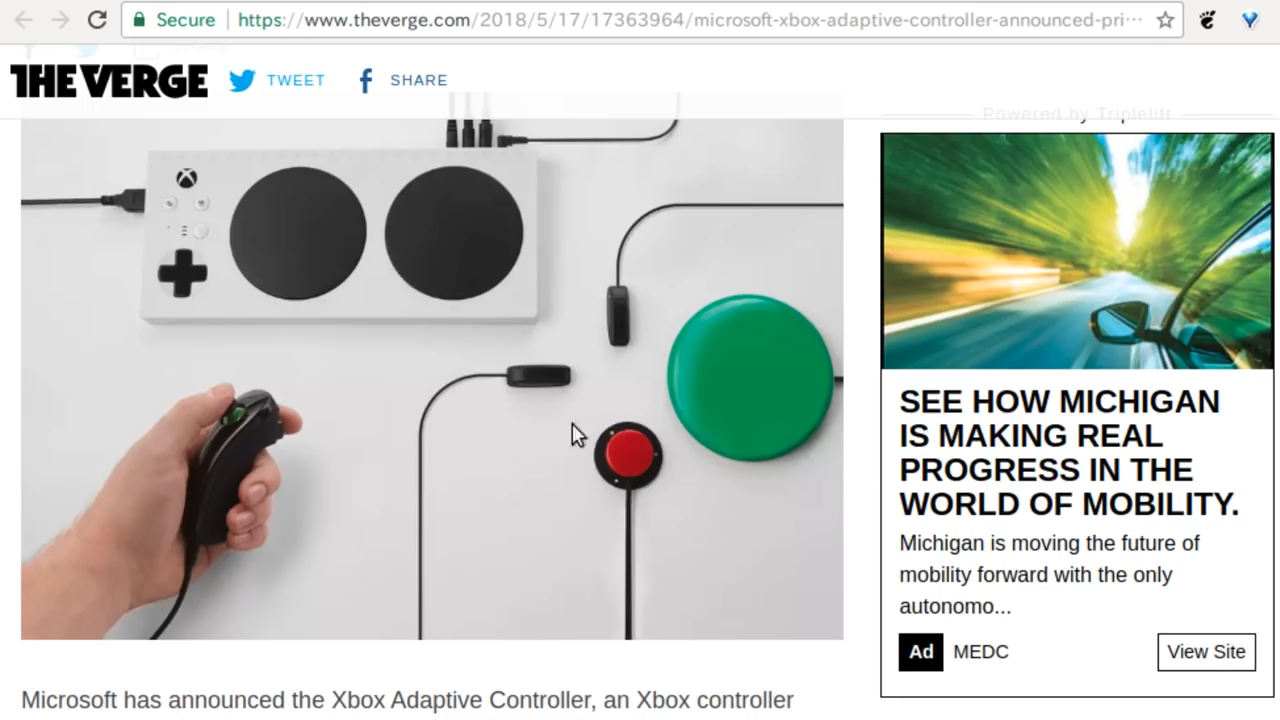 Secure https://www.theverge.com/2018/5/17/17363964/microsoft-xbox-adaptive-controller-announced-pri···
THE VERGE TWEET SHARE
Powered by Triplelift
SEE HOW MICHIGAN
IS MAKING REAL
PROGRESS IN THE
WORLD OF MOBILITY.
Michigan is moving the future of
mobility forward with the only
autonomo...
Ad MEDC View Site
Microsoft has announced the Xbox Adaptive Controller, an Xbox controller